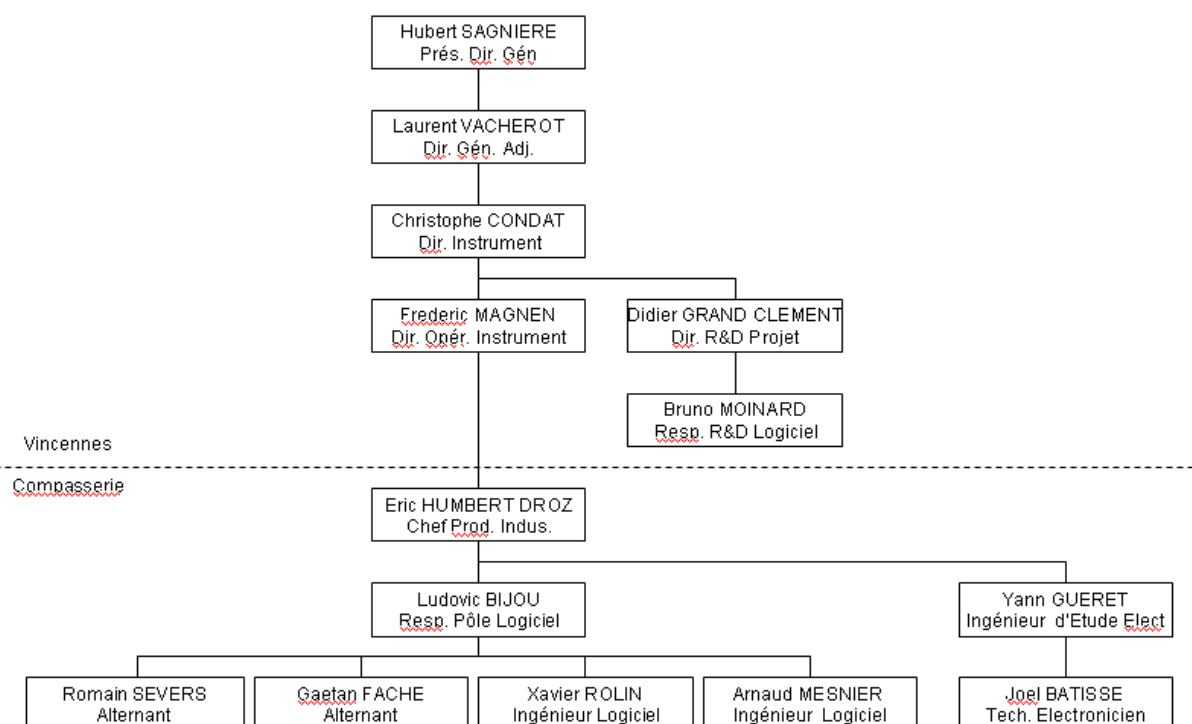 Hubert SAGNIERE
Prés. Dir. Gén
Laurent VACHEROT
Dir. Gén. Adj.
Christophe CONDAT
Dir. Instrument
Frederic MAGNEN
Dir. Opér. Instrument
Didier GRAND CLEMENT
Dir. R&D Projet
Bruno MOINARD
Resp. R&D Logiciel
Vincennes
Compasserie
Eric HUMBERT DROZ
Chef Prod. Indus.
Ludovic BIJOU
Resp. Pôle Logiciel
Yann GUERET
Ingénieur d'Etude Elect
Romain SEVERS
Alternant
Gaetan FACHE
Alternant
Xavier ROLIN
Ingénieur Logiciel
Arnaud MESNIER
Ingénieur Logiciel
Joel BATISSE
Tech. Electronicien